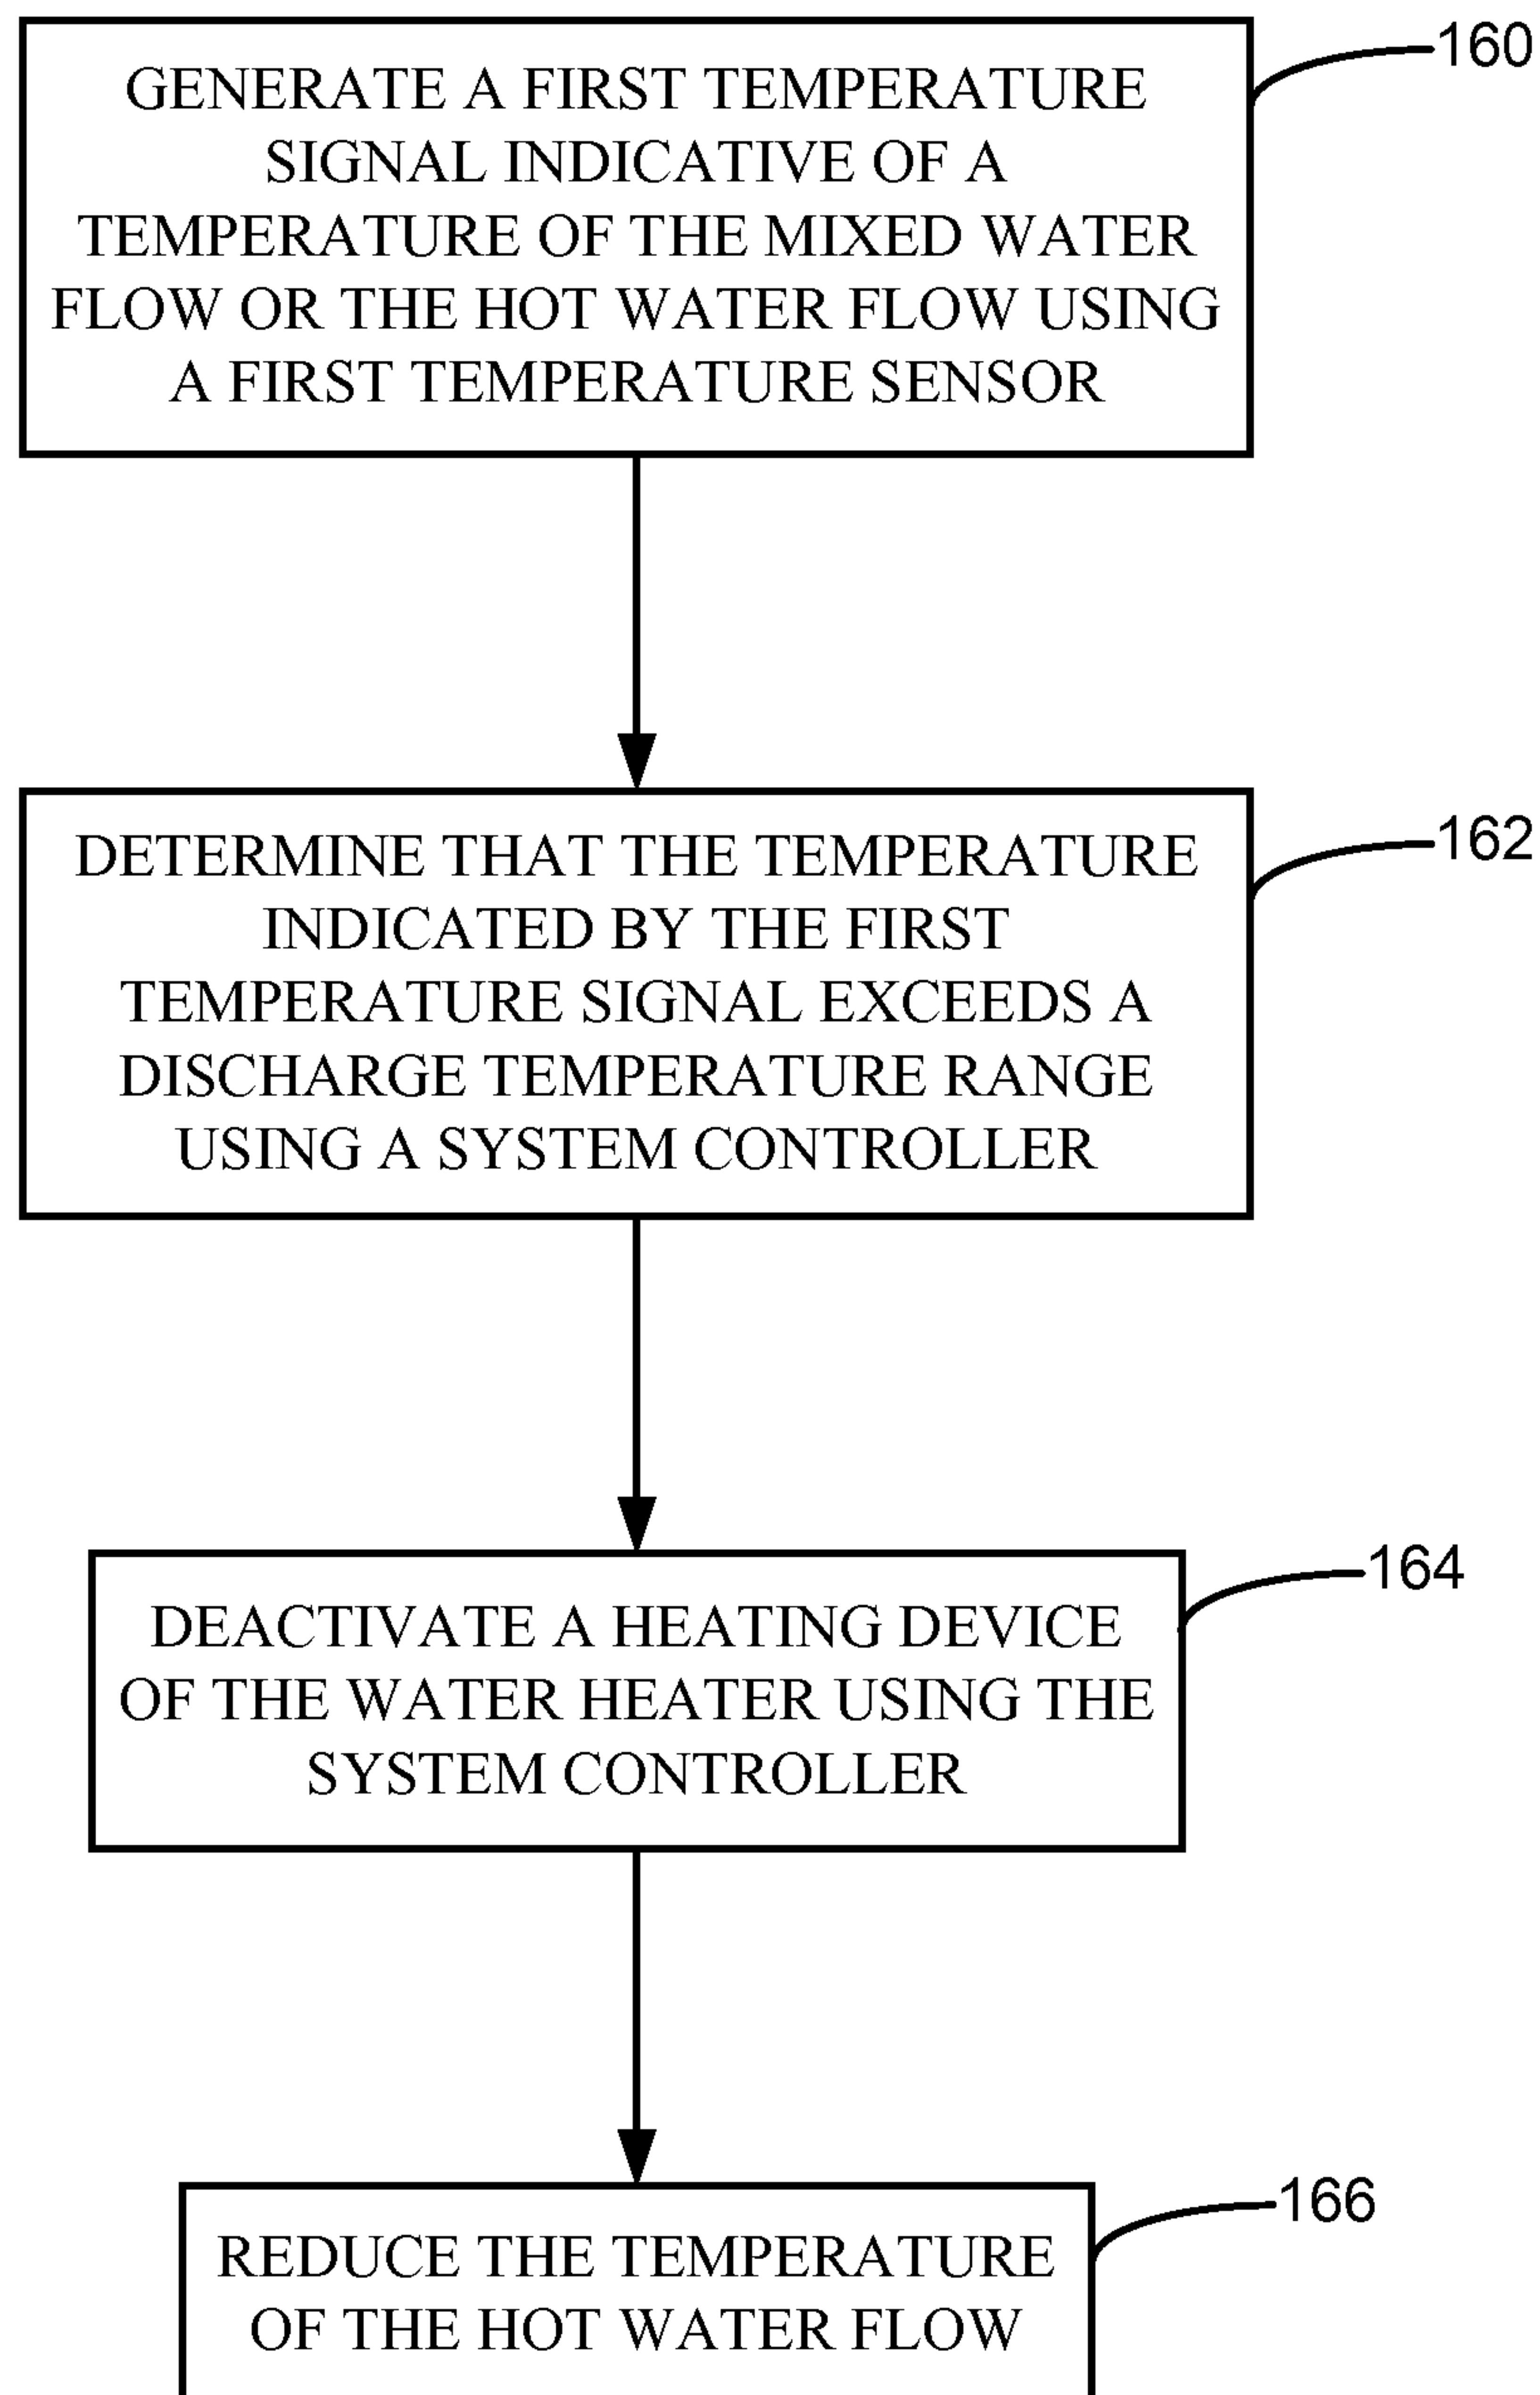 GENERATE A FIRST TEMPERATURE
SIGNAL INDICATIVE OF A
TEMPERATURE OF THE MIXED WATER
FLOW OR THE HOT WATER FLOW USING
A FIRST TEMPERATURE SENSOR
160
DETERMINE THAT THE TEMPERATURE
INDICATED BY THE FIRST
TEMPERATURE SIGNAL EXCEEDS A
DISCHARGE TEMPERATURE RANGE
USING A SYSTEM CONTROLLER
162
DEACTIVATE A HEATING DEVICE
OF THE WATER HEATER USING THE
SYSTEM CONTROLLER
164
REDUCE THE TEMPERATURE
OF THE HOT WATER FLOW
166